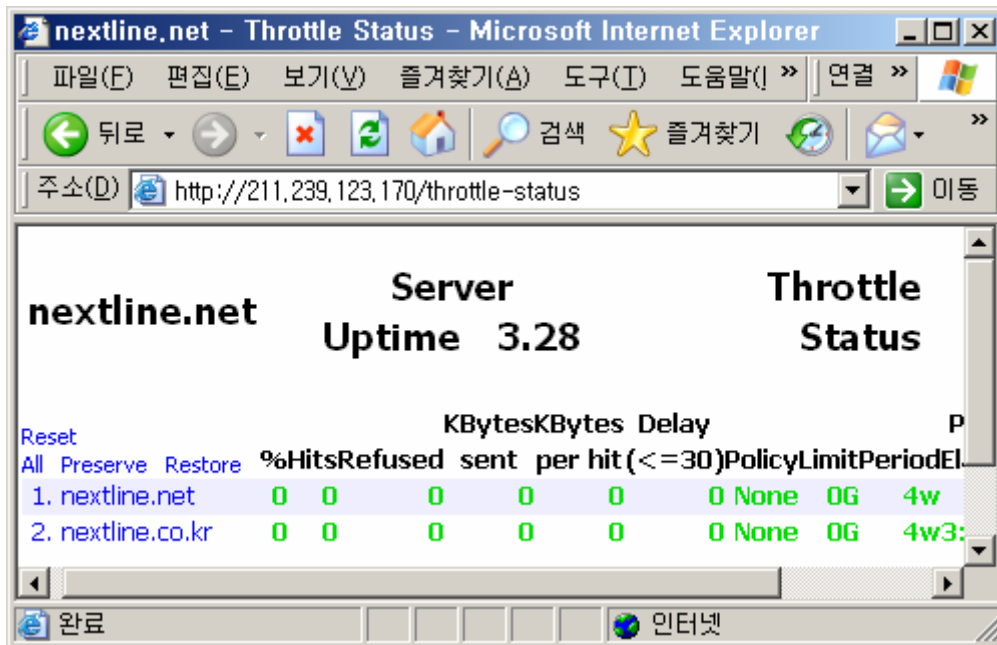 nextline.net - Throttle Status - Microsoft Internet Explorer
파일(F) 편집(E) 보기(V) 즐겨찾기(A) 도구(T) 도움말( » 연결 »
뒤로 검색 즐겨찾기 »
주소(D) http://211,239,123,170/throttle-status 이동
nextline.net Server Uptime 3.28 Throttle Status
KBytesKBytes Delay P
Reset
All Preserve Restore %HitsRefused sent per hit(<=30)PolicyLimitPeriodEl
1. nextline.net 0 0 0 0 0 0 None 0G 4w
2. nextline.co.kr 0 0 0 0 0 0 None 0G 4w3:
완료 인터넷